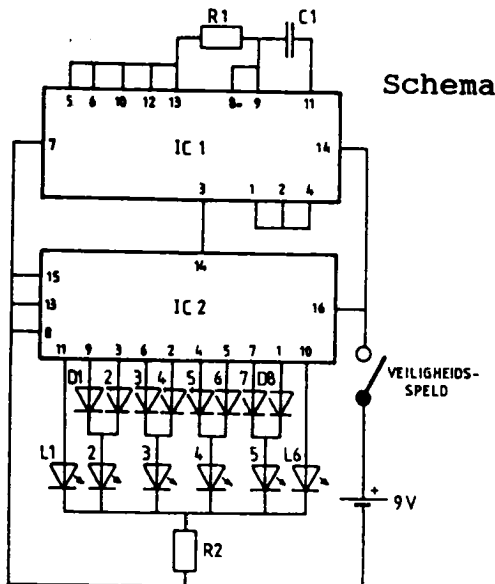 R1 C1
Schema
5 6 10 12 13 8 9 11
7 IC 1 14
3 1 2 4
14
15
13 IC 2 16
8
11 9 3 6 2 4 5 7 1 10
D1 2 3 4 5 6 7 D8
VEILIGHEIDS-
SPELD
L1 2 3 4 5 L6
+
9 V
R2